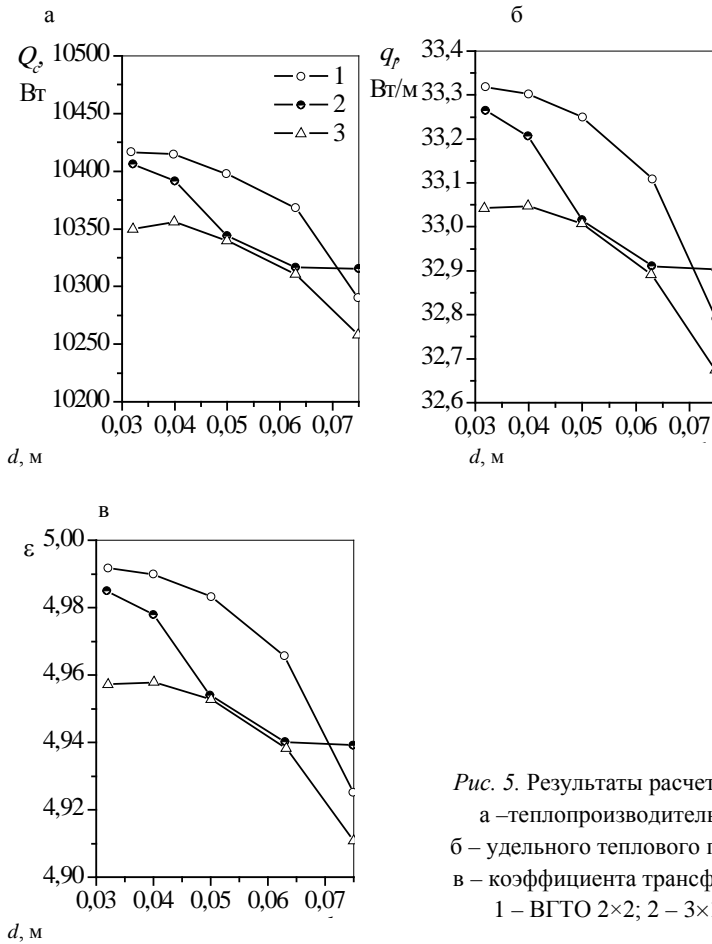 а
б
Q_c,
Вт
10500
10450
10400
10350
10300
10250
10200
1
2
3
0,03 0,04 0,05 0,06 0,07
d, м
Вт/м
33,4
33,3
33,2
33,1
33,0
32,9
32,8
32,7
32,6
0,03 0,04 0,05 0,06 0,07
d, м
в
ε
5,00
4,98
4,96
4,94
4,92
4,90
0,03 0,04 0,05 0,06 0,07
d, м
Рис. 5. Результаты расчет
а –теплопроизводитель
б – удельного теплового п
в – коэффициента трансф
1 – ВГТО 2×2; 2 – 3×